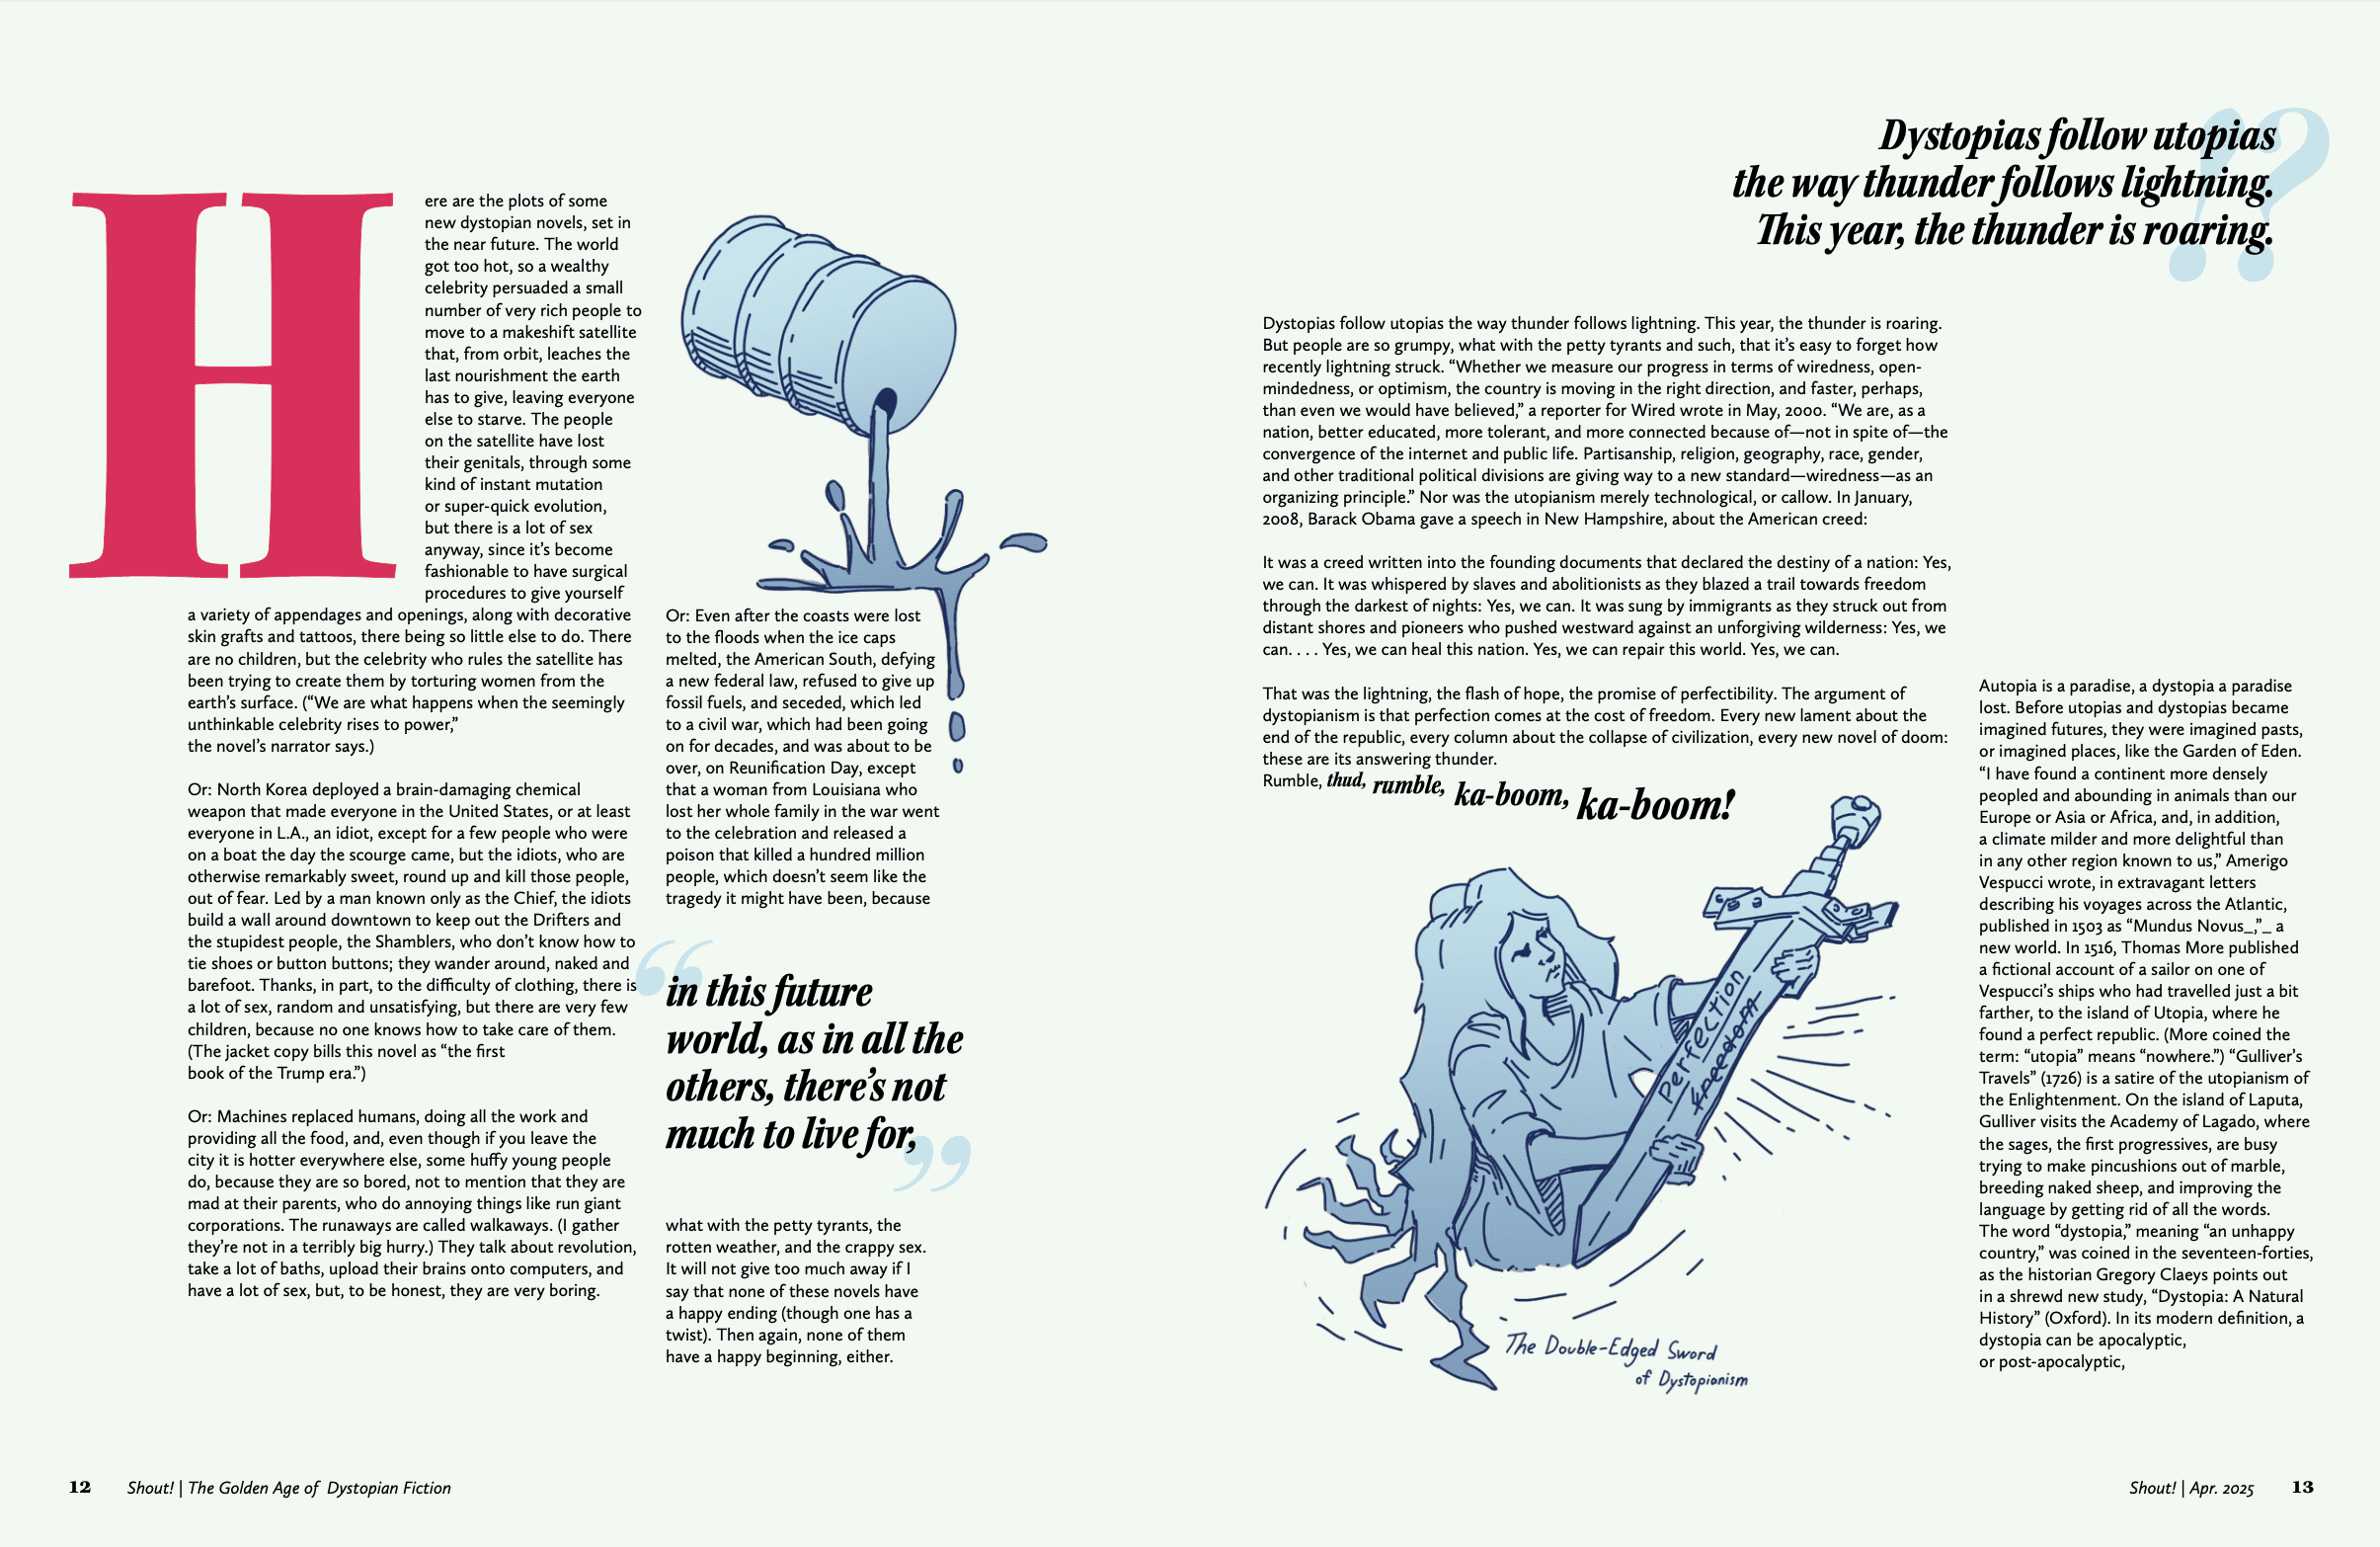 H
ere are the plots of some
new dystopian novels, set in
the near future. The world
got too hot, so a wealthy
celebrity persuaded a small
number of very rich people to
move to a makeshift satellite
that, from orbit, leaches the
last nourishment the earth
has to give, leaving everyone
else to starve. The people
on the satellite have lost
their genitals, through some
kind of instant mutation
or super-quick evolution,
but there is a lot of sex
anyway, since it’s become
fashionable to have surgical
procedures to give yourself
a variety of appendages and openings, along with decorative
skin grafts and tattoos, there being so little else to do. There
are no children, but the celebrity who rules the satellite has
been trying to create them by torturing women from the
earth’s surface. (“We are what happens when the seemingly
unthinkable celebrity rises to power,”
the novel’s narrator says.)
Or: North Korea deployed a brain-damaging chemical
weapon that made everyone in the United States, or at least
everyone in L.A., an idiot, except for a few people who were
on a boat the day the scourge came, but the idiots, who are
otherwise remarkably sweet, round up and kill those people,
out of fear. Led by a man known only as the Chief, the idiots
build a wall around downtown to keep out the Drifters and
the stupidest people, the Shamblers, who don’t know how to
tie shoes or button buttons; they wander around, naked and
barefoot. Thanks, in part, to the difficulty of clothing, there is
a lot of sex, random and unsatisfying, but there are very few
children, because no one knows how to take care of them.
(The jacket copy bills this novel as “the first
book of the Trump era.”)
Or: Machines replaced humans, doing all the work and
providing all the food, and, even though if you leave the
city it is hotter everywhere else, some huffy young people
do, because they are so bored, not to mention that they are
mad at their parents, who do annoying things like run giant
corporations. The runaways are called walkaways. (I gather
they’re not in a terribly big hurry.) They talk about revolution,
take a lot of baths, upload their brains onto computers, and
have a lot of sex, but, to be honest, they are very boring.
Or: Even after the coasts were lost
to the floods when the ice caps
melted, the American South, defying
a new federal law, refused to give up
fossil fuels, and seceded, which led
to a civil war, which had been going
on for decades, and was about to be
over, on Reunification Day, except
that a woman from Louisiana who
lost her whole family in the war went
to the celebration and released a
poison that killed a hundred million
people, which doesn’t seem like the
tragedy it might have been, because
“in this future
world, as in all the
others, there’s not
much to live for,”
what with the petty tyrants, the
rotten weather, and the crappy sex.
It will not give too much away if I
say that none of these novels have
a happy ending (though one has a
twist). Then again, none of them
have a happy beginning, either.
12 Shout! | The Golden Age of Dystopian Fiction
!?
Dystopias follow utopias
the way thunder follows lightning.
This year, the thunder is roaring.
Dystopias follow utopias the way thunder follows lightning. This year, the thunder is roaring.
But people are so grumpy, what with the petty tyrants and such, that it’s easy to forget how
recently lightning struck. “Whether we measure our progress in terms of wiredness, open-
mindedness, or optimism, the country is moving in the right direction, and faster, perhaps,
than even we would have believed,” a reporter for Wired wrote in May, 2000. “We are, as a
nation, better educated, more tolerant, and more connected because of—not in spite of—the
convergence of the internet and public life. Partisanship, religion, geography, race, gender,
and other traditional political divisions are giving way to a new standard—wiredness—as an
organizing principle.” Nor was the utopianism merely technological, or callow. In January,
2008, Barack Obama gave a speech in New Hampshire, about the American creed:
It was a creed written into the founding documents that declared the destiny of a nation: Yes,
we can. It was whispered by slaves and abolitionists as they blazed a trail towards freedom
through the darkest of nights: Yes, we can. It was sung by immigrants as they struck out from
distant shores and pioneers who pushed westward against an unforgiving wilderness: Yes, we
can. . . . Yes, we can heal this nation. Yes, we can repair this world. Yes, we can.
That was the lightning, the flash of hope, the promise of perfectibility. The argument of
dystopianism is that perfection comes at the cost of freedom. Every new lament about the
end of the republic, every column about the collapse of civilization, every new novel of doom:
these are its answering thunder.
Rumble, thud, rumble, ka-boom, ka-boom!
perfection
freedom
The Double-Edged Sword
of Dystopianism
Autopia is a paradise, a dystopia a paradise
lost. Before utopias and dystopias became
imagined futures, they were imagined pasts,
or imagined places, like the Garden of Eden.
“I have found a continent more densely
peopled and abounding in animals than our
Europe or Asia or Africa, and, in addition,
a climate milder and more delightful than
in any other region known to us,” Amerigo
Vespucci wrote, in extravagant letters
describing his voyages across the Atlantic,
published in 1503 as “Mundus Novus_,”_ a
new world. In 1516, Thomas More published
a fictional account of a sailor on one of
Vespucci’s ships who had travelled just a bit
farther, to the island of Utopia, where he
found a perfect republic. (More coined the
term: “utopia” means “nowhere.”) “Gulliver’s
Travels” (1726) is a satire of the utopianism of
the Enlightenment. On the island of Laputa,
Gulliver visits the Academy of Lagado, where
the sages, the first progressives, are busy
trying to make pincushions out of marble,
breeding naked sheep, and improving the
language by getting rid of all the words.
The word “dystopia,” meaning “an unhappy
country,” was coined in the seventeen-forties,
as the historian Gregory Claeys points out
in a shrewd new study, “Dystopia: A Natural
History” (Oxford). In its modern definition, a
dystopia can be apocalyptic,
or post-apocalyptic,
Shout! | Apr. 2025 13